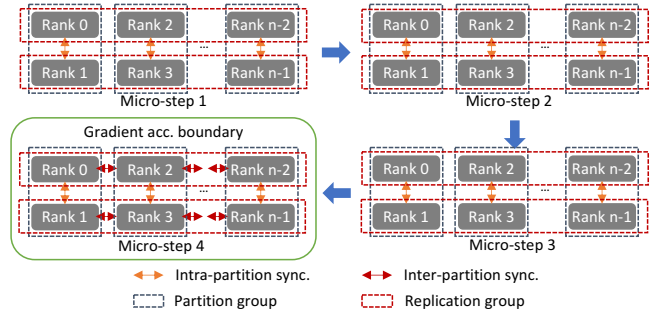 Rank 0 Rank 2 Rank n-2
...
Rank 1 Rank 3 Rank n-1
Micro-step 1
Rank 0 Rank 2 Rank n-2
...
Rank 1 Rank 3 Rank n-1
Micro-step 2
Gradient acc. boundary
Rank 0 Rank 2 Rank n-2
...
Rank 1 Rank 3 Rank n-1
Micro-step 4
Rank 0 Rank 2 Rank n-2
...
Rank 1 Rank 3 Rank n-1
Micro-step 3
Intra-partition sync. Inter-partition sync.
Partition group Replication group